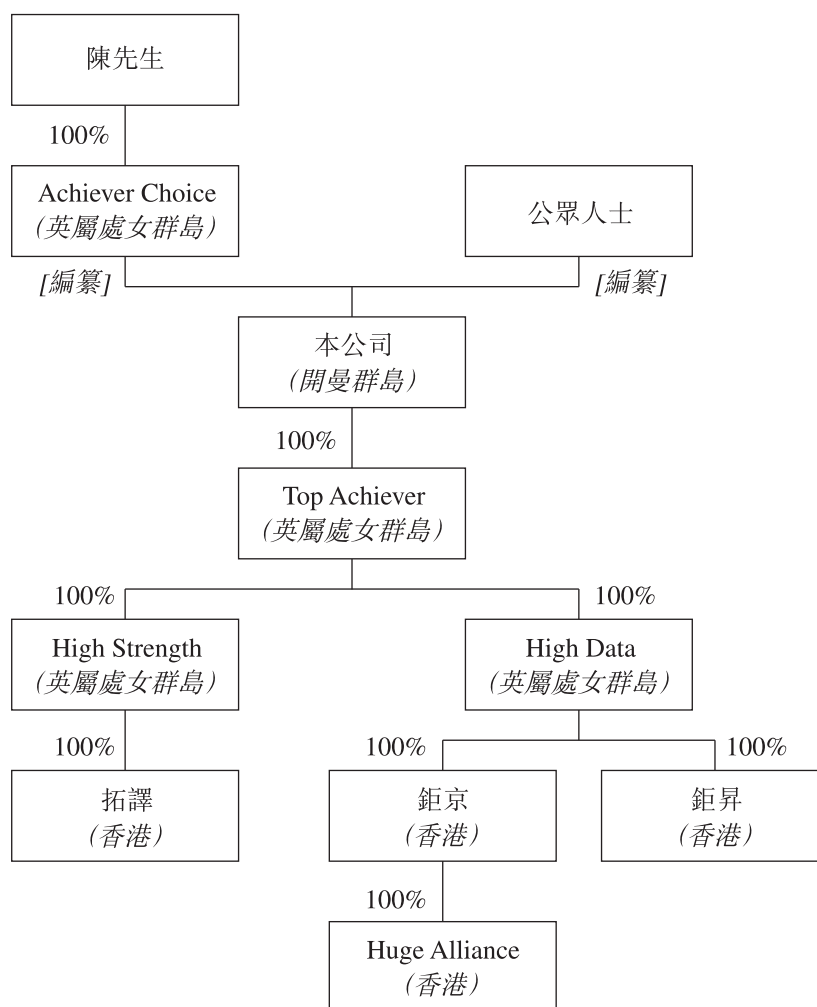 陳先生
100%
Achiever Choice
(英屬處女群島)
公眾人士
[編纂]
[編纂]
本公司
(開曼群島)
100%
Top Achiever
(英屬處女群島)
100%
100%
High Strength
(英屬處女群島)
High Data
(英屬處女群島)
100%
100%
100%
拓譯
(香港)
鉅京
(香港)
鉅昇
(香港)
100%
Huge Alliance
(香港)